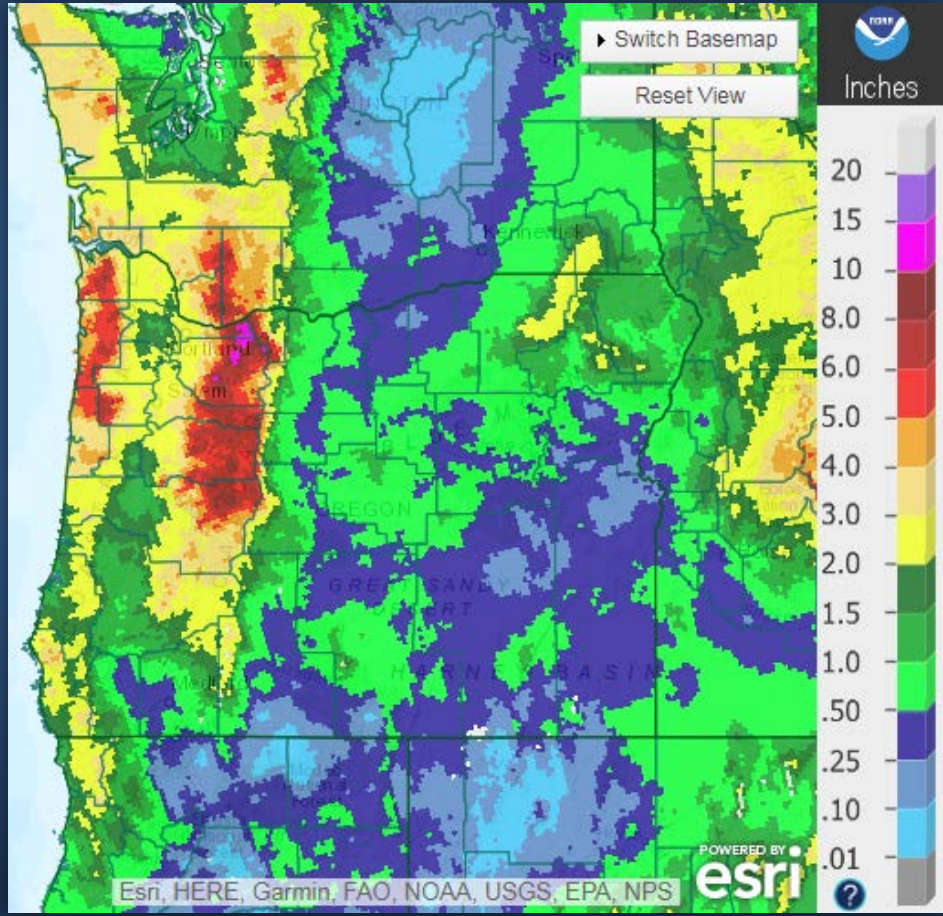 Switch Basemap
Reset View
NOAA
Inches
20
15
10
8.0
6.0
5.0
4.0
3.0
2.0
1.5
1.0
.50
.25
.10
.01
?
Kennewick
Portland
Salem
OREGON
GREAT SANDY
DESERT
HARNEY BASIN
POWERED BY
esri
Esri, HERE, Garmin, FAO, NOAA, USGS, EPA, NPS